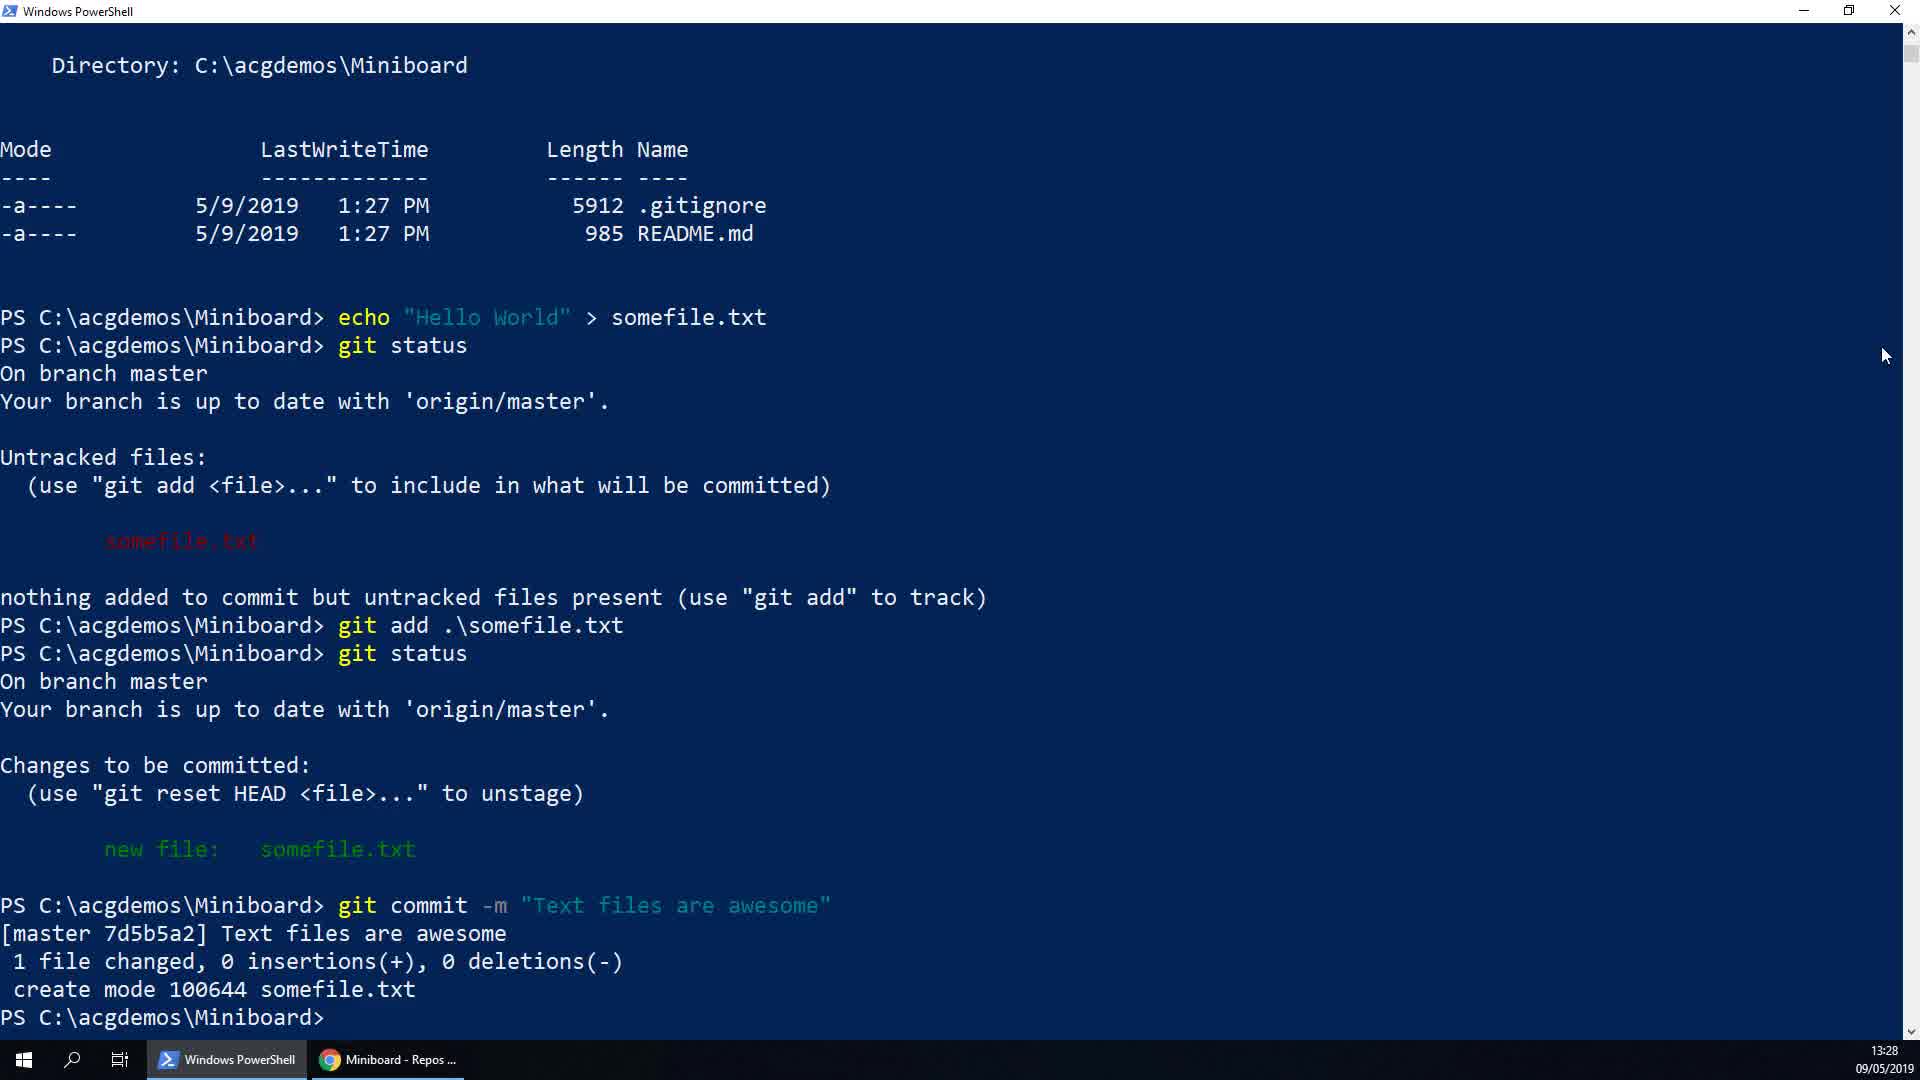 Windows PowerShell
Directory: C:\acgdemos\Miniboard
Mode LastWriteTime Length Name
---- ------------- ------ ----
-a---- 5/9/2019 1:27 PM 5912 .gitignore
-a---- 5/9/2019 1:27 PM 985 README.md
PS C:\acgdemos\Miniboard> echo "Hello World" > somefile.txt
PS C:\acgdemos\Miniboard> git status
On branch master
Your branch is up to date with 'origin/master'.
Untracked files:
(use "git add <file>..." to include in what will be committed)
somefile.txt
nothing added to commit but untracked files present (use "git add" to track)
PS C:\acgdemos\Miniboard> git add .\somefile.txt
PS C:\acgdemos\Miniboard> git status
On branch master
Your branch is up to date with 'origin/master'.
Changes to be committed:
(use "git reset HEAD <file>..." to unstage)
new file: somefile.txt
PS C:\acgdemos\Miniboard> git commit -m "Text files are awesome"
[master 7d5b5a2] Text files are awesome
1 file changed, 0 insertions(+), 0 deletions(-)
create mode 100644 somefile.txt
PS C:\acgdemos\Miniboard>
Windows PowerShell
Miniboard - Repos ...
13:28
09/05/2019